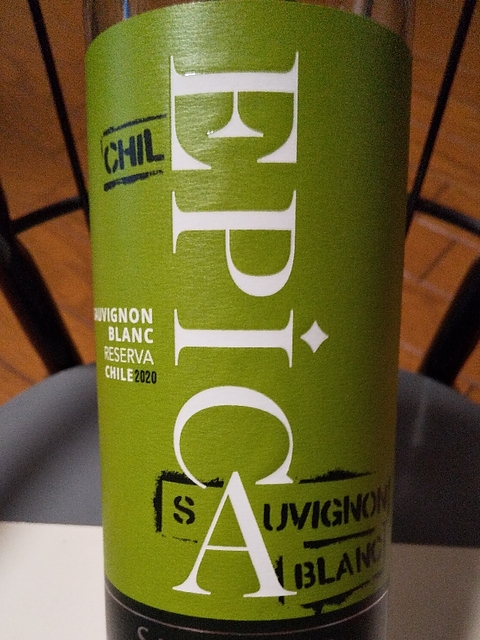 EPICA
CHIL
SAUVIGNON
BLANC
RESERVA
CHILE 2020
SAUVIGNON
BLANC